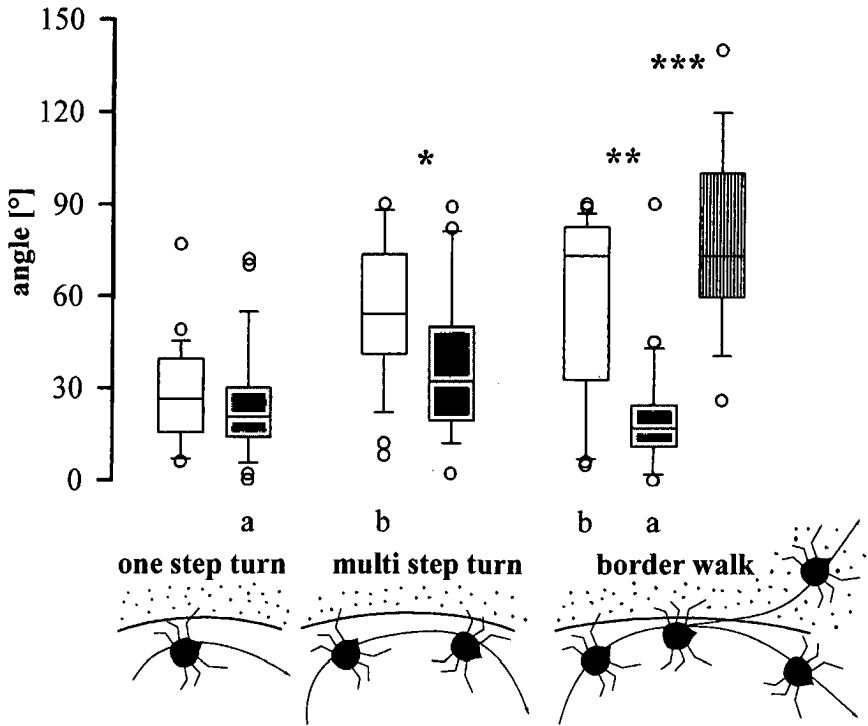 150
***
120
*
**
90
angle [°]
60
30
0
a
b
b
a
one step turn
multi step turn
border walk